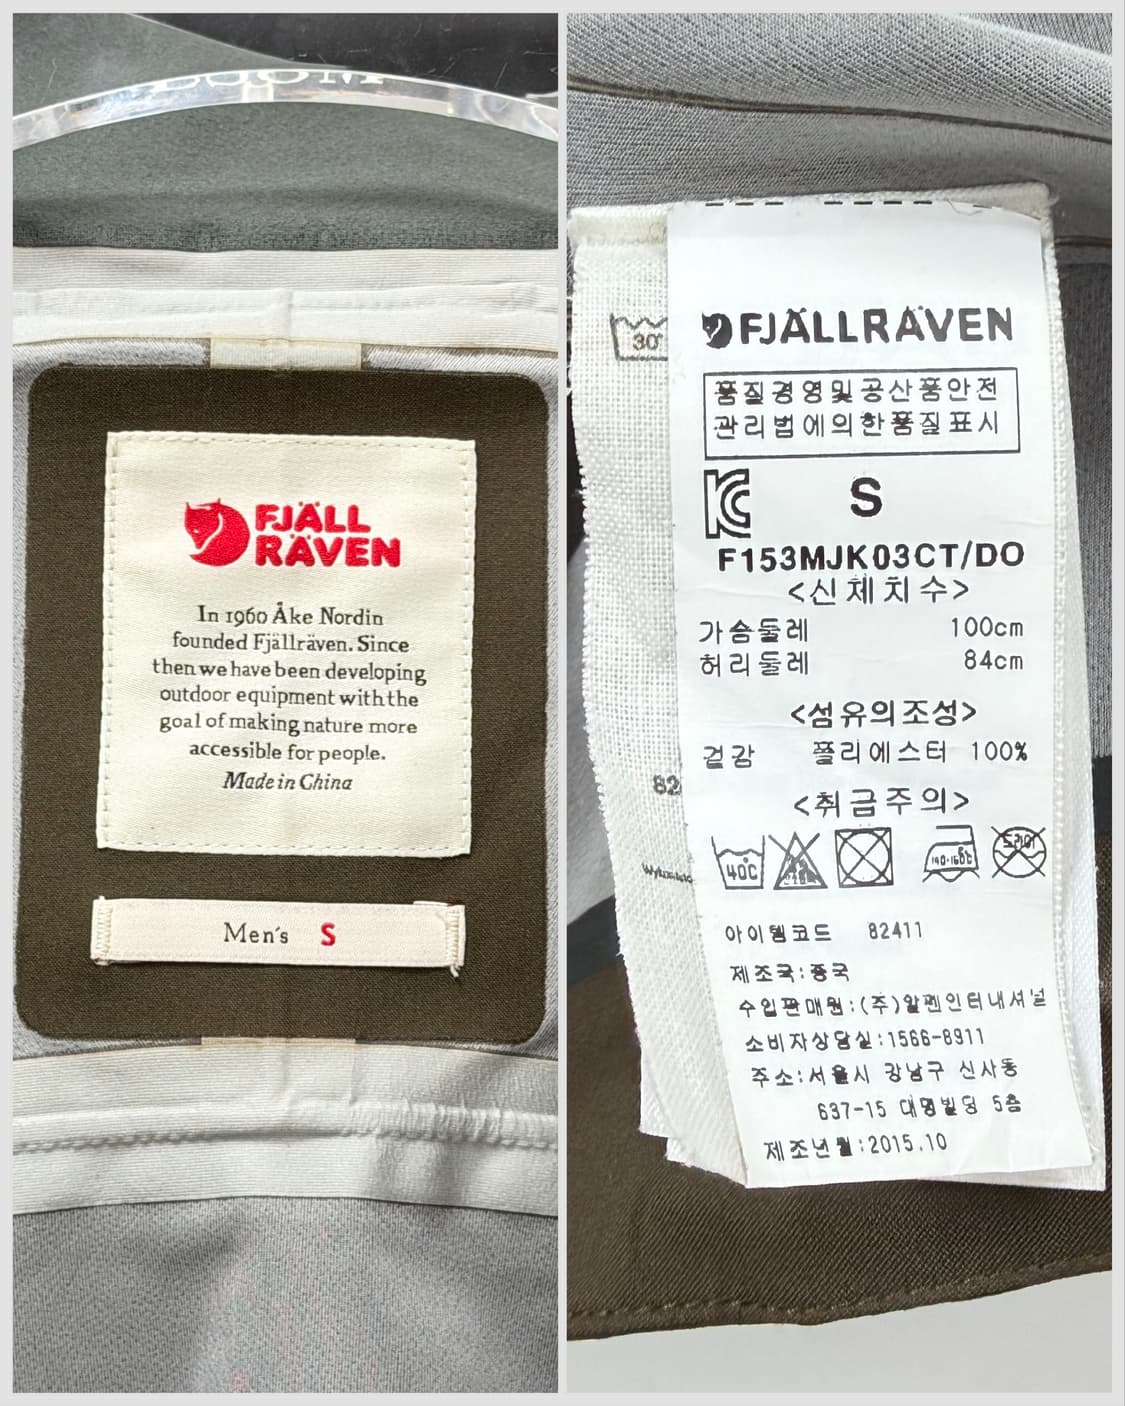 FJÄLL
RÄVEN
In 1960 Åke Nordin
founded Fjällräven. Since
then we have been developing
outdoor equipment with the
goal of making nature more
accessible for people.
Made in China
Men's S
30°
82
FJÄLLRÄVEN
품질경영및공산품안전
관리법에의한품질표시
S
F153MJK03CT/DO
<신체치수>
가슴둘레 100cm
허리둘레 84cm
<섬유의조성>
겉감 폴리에스터 100%
<취급주의>
40℃
140-160℃
드라이
아이템코드 82411
제조국:중국
수입판매원:(주)알펜인터내셔널
소비자상담실:1566-8911
주소:서울시 강남구 신사동
637-15 대명빌딩 5층
제조년월:2015.10